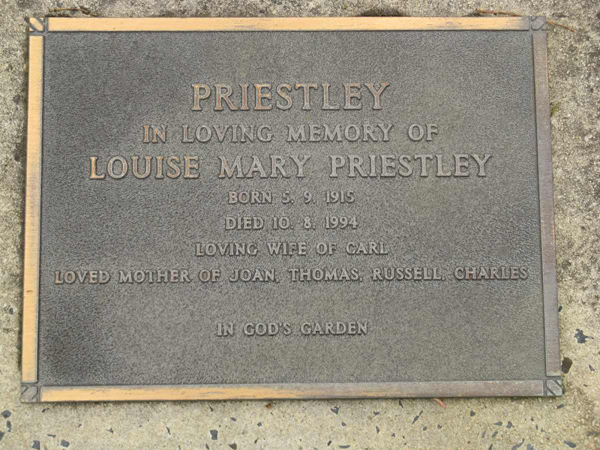 PRIESTLEY
IN LOVING MEMORY OF
LOUISE MARY PRIESTLEY
BORN 5. 9. 1915
DIED 10. 8. 1994
LOVING WIFE OF CARL
LOVED MOTHER OF JOAN, THOMAS, RUSSELL, CHARLES
IN GOD'S GARDEN